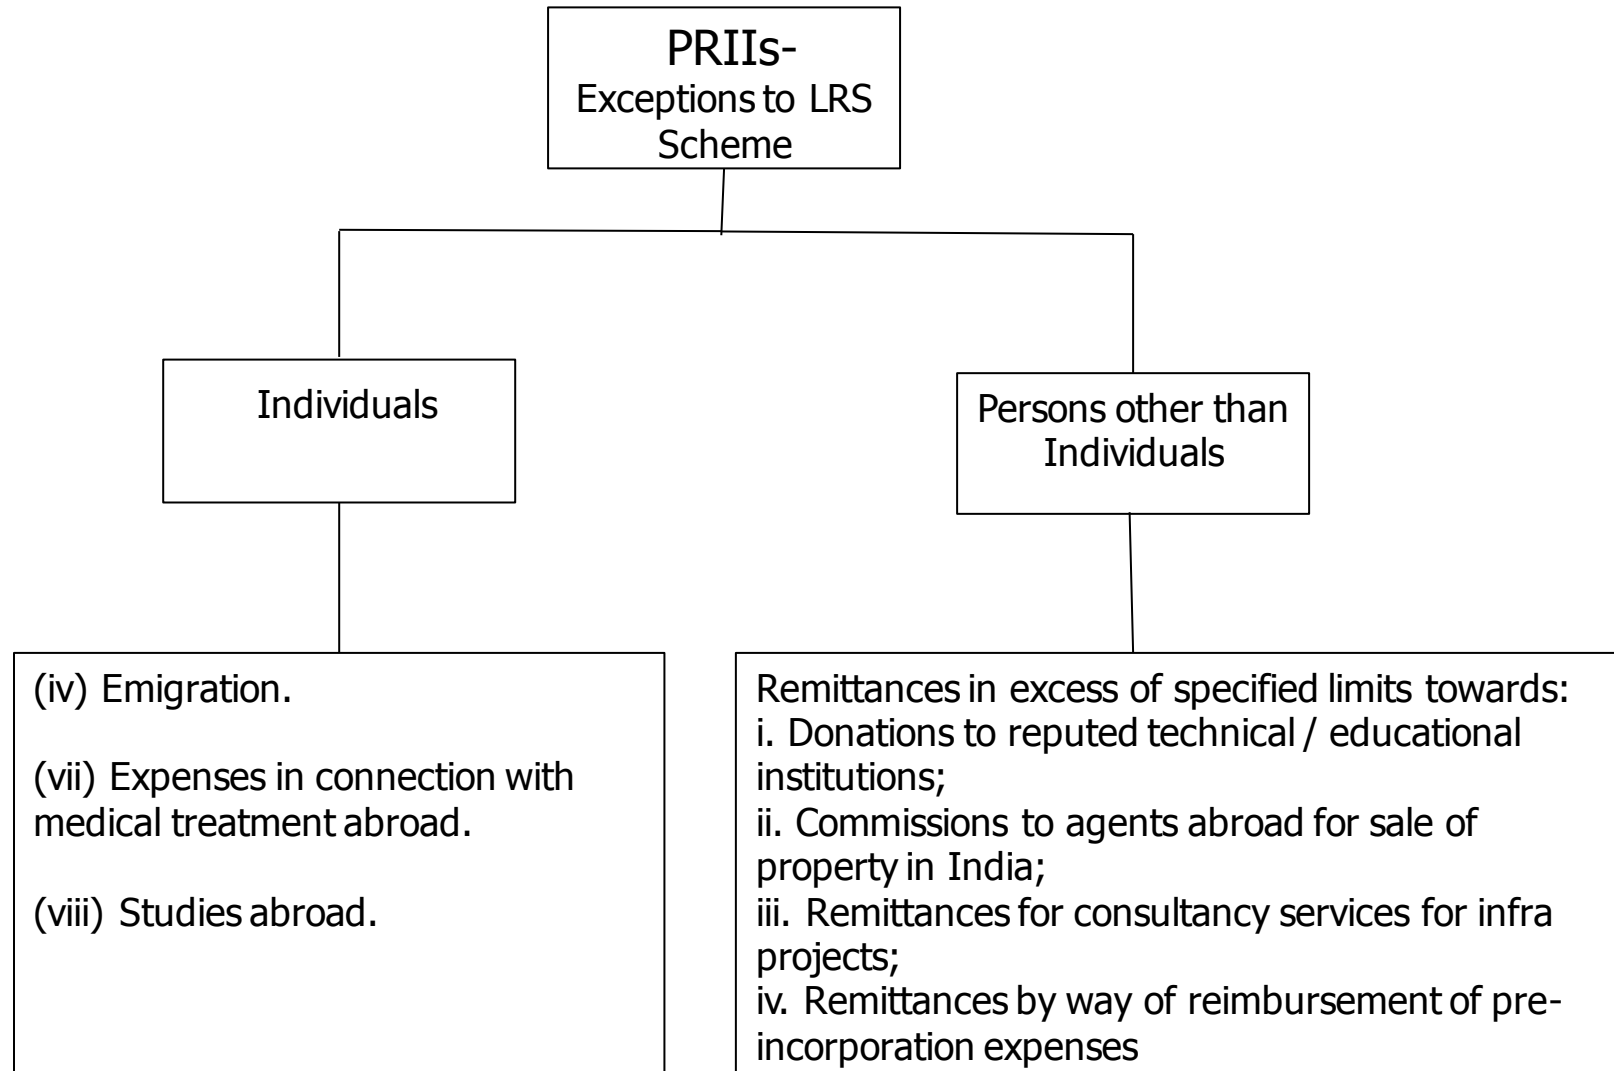 PRIIs-
Exceptions to LRS
Scheme
Individuals
Persons other than
Individuals
(iv) Emigration.
(vii) Expenses in connection with
medical treatment abroad.
(viii) Studies abroad.
Remittances in excess of specified limits towards:
i. Donations to reputed technical / educational
institutions;
ii. Commissions to agents abroad for sale of
property in India;
iii. Remittances for consultancy services for infra
projects;
iv. Remittances by way of reimbursement of pre-
incorporation expenses